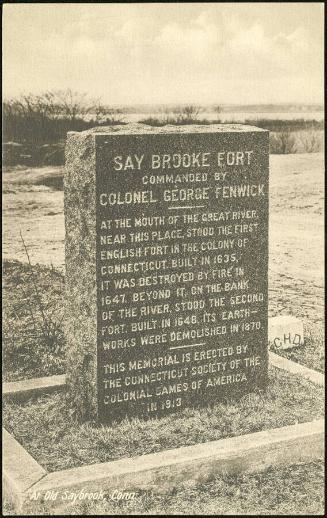 SAY BROOKE FORT
COMMANDED BY
COLONEL GEORGE FENWICK
AT THE MOUTH OF THE GREAT RIVER,
NEAR THIS PLACE, STOOD THE FIRST
ENGLISH FORT IN THE COLONY OF
CONNECTICUT. BUILT IN 1635,
IT WAS DESTROYED BY FIRE IN
1647. BEYOND IT, ON THE BANK
OF THE RIVER, STOOD THE SECOND
FORT. BUILT IN 1648, ITS EARTH-
WORKS WERE DEMOLISHED IN 1870.
THIS MEMORIAL IS ERECTED BY
THE CONNECTICUT SOCIETY OF THE
COLONIAL DAMES OF AMERICA
IN 1913
C.H.D.
At Old Saybrook, Conn.